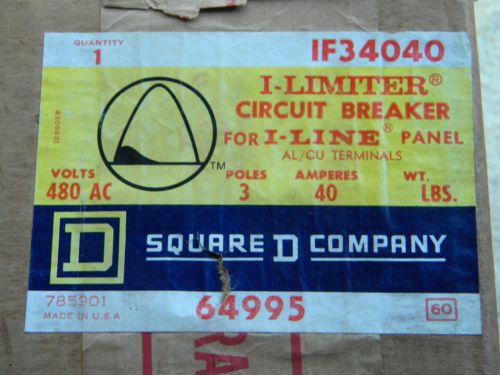 QUANTITY
1
IF34040
I-LIMITER®
CIRCUIT BREAKER
FOR I-LINE® PANEL
AL/CU TERMINALS
TM
VOLTS
480 AC
POLES
3
AMPERES
40
WT.
LBS.
D
SQUARE D COMPANY
785901
MADE IN U.S.A
64995
60
RA